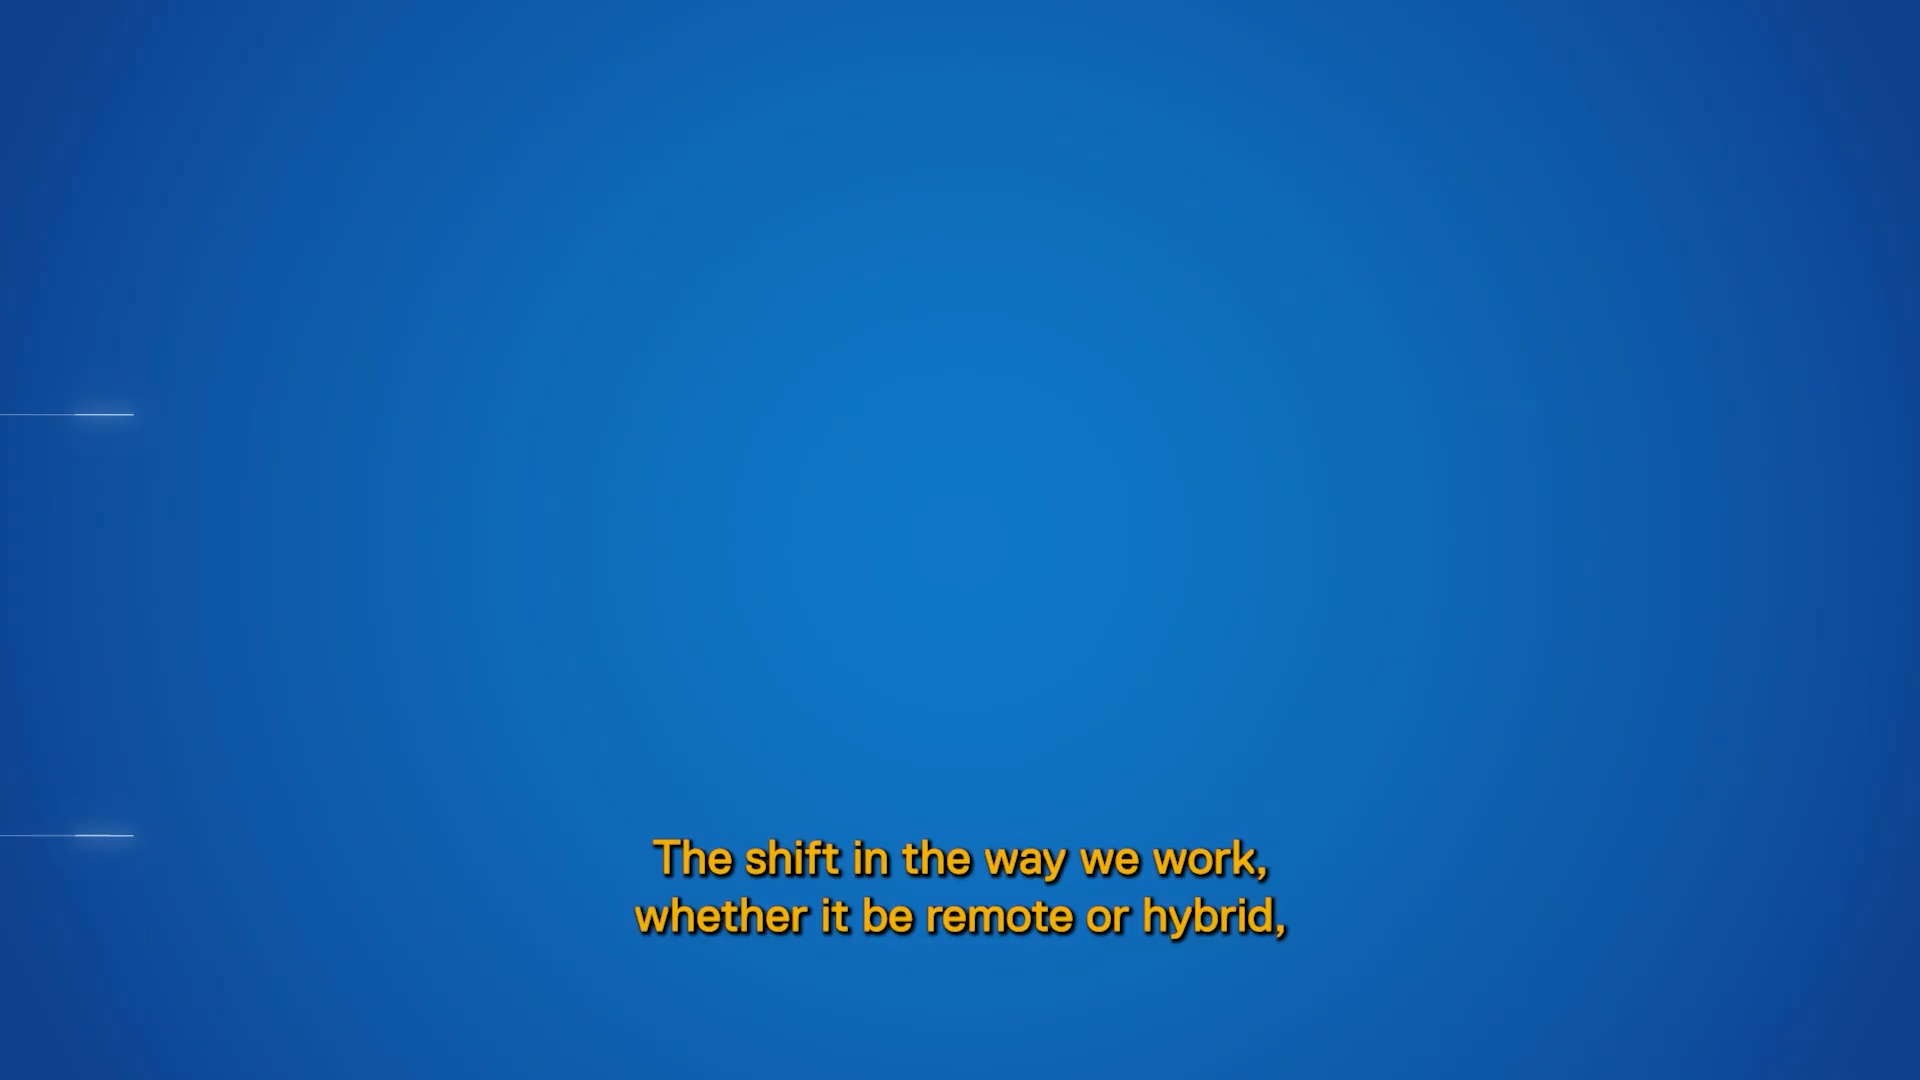 The shift in the way we work,
whether it be remote or hybrid,